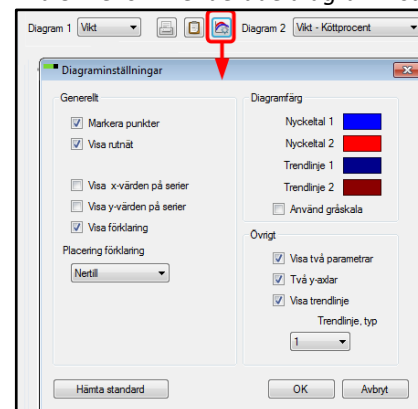 Diagram 1 Vikt Diagram 2 Vikt - Köttprocent
Diagraminställningar
Generellt
Markera punkter
Visa rutnät
Visa x-värden på serier
Visa y-värden på serier
Visa förklaring
Placering förklaring
Nertill
Diagramfärg
Nyckeltal 1
Nyckeltal 2
Trendlinje 1
Trendlinje 2
Använd gråskala
Övrigt
Visa två parametrar
Två y-axlar
Visa trendlinje
Trendlinje, typ
1
Hämta standard OK Avbryt